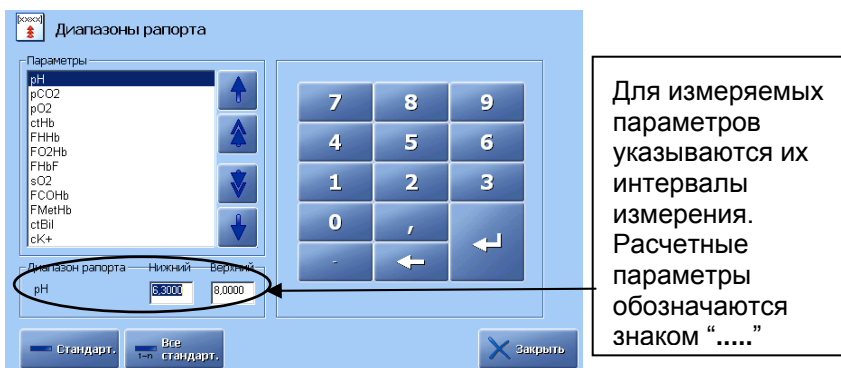 [xxxx]
Диапазоны рапорта
Параметры
pH
pCO2
pO2
ctHb
FHHb
FO2Hb
FHbF
sO2
FCOHb
FMetHb
ctBil
cK+
7 8 9
4 5 6
1 2 3
0 ,
-
Диапазон рапорта Нижний Верхний
pH 6,3000 8,0000
Стандарт.
1-n Все
стандарт.
Закрыть
Для измеряемых
параметров
указываются их
интервалы
измерения.
Расчетные
параметры
обозначаются
знаком “.....”